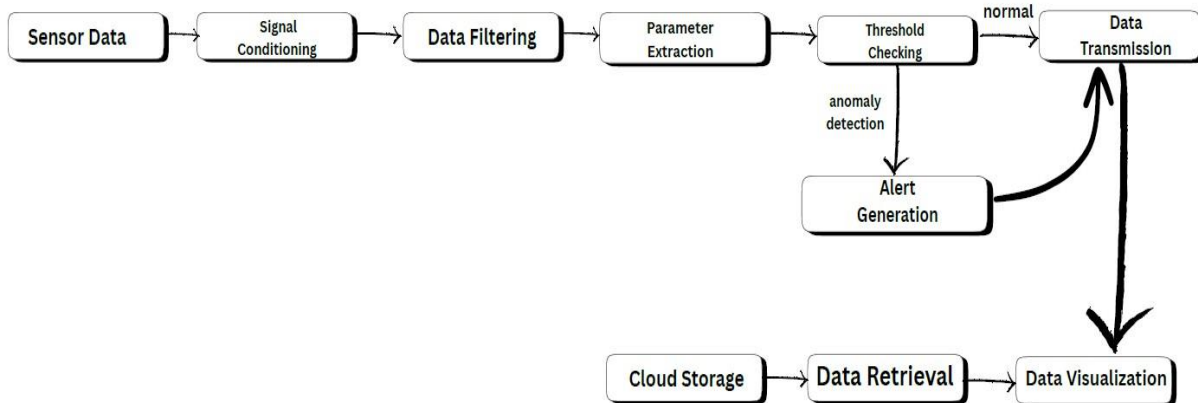 Sensor Data
Signal
Conditioning
Data Filtering
Parameter
Extraction
Threshold
Checking
normal
Data
Transmission
anomaly
detection
Alert
Generation
Cloud Storage
Data Retrieval
Data Visualization